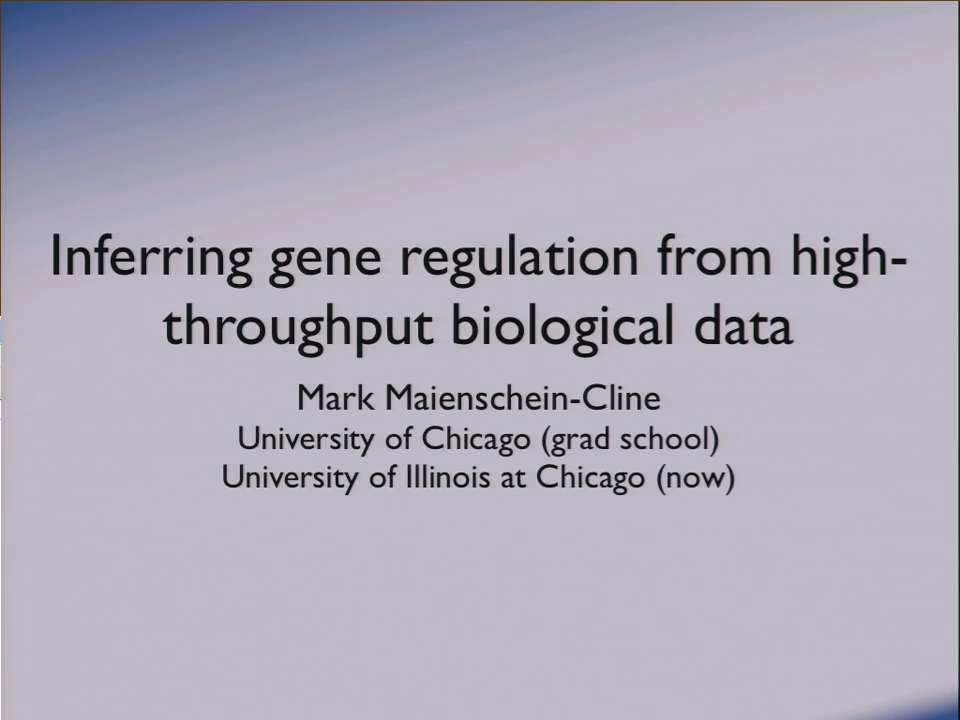 Inferring gene regulation from high-
throughput biological data
Mark Maienschein-Cline
University of Chicago (grad school)
University of Illinois at Chicago (now)